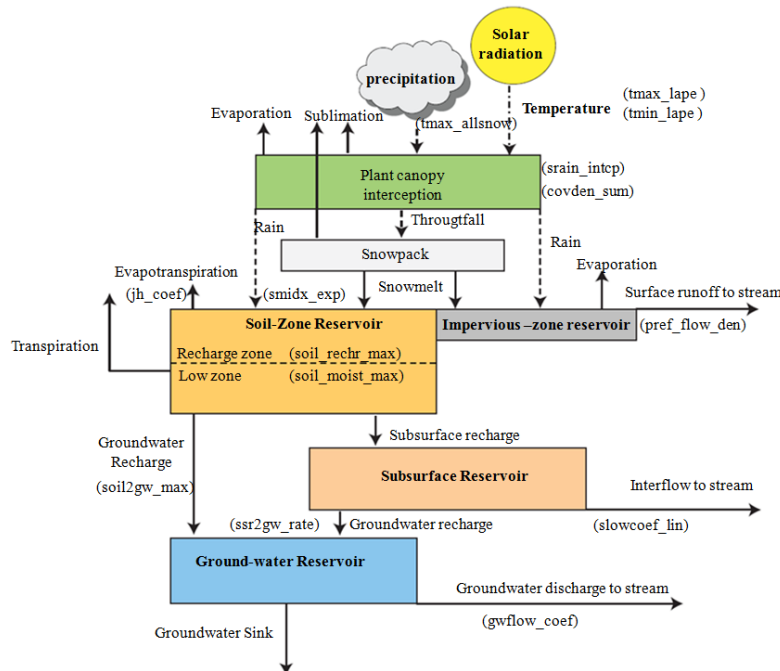 Solar
radiation
precipitation
Temperature
(tmax_lape )
(tmin_lape )
Evaporation
Sublimation
(tmax_allsnow)
Plant canopy
interception
(srain_intcp)
(covden_sum)
Rain
Througtfall
Rain
Snowpack
Evaporation
Evapotranspiration
(jh_coef)
(smidx_exp)
Snowmelt
Surface runoff to stream
Soil-Zone Reservoir
Impervious –zone reservoir
(pref_flow_den)
Transpiration
Recharge zone
(soil_rechr_max)
Low zone
(soil_moist_max)
Groundwater
Recharge
(soil2gw_max)
Subsurface recharge
Subsurface Reservoir
Interflow to stream
(slowcoef_lin)
(ssr2gw_rate)
Groundwater recharge
Ground-water Reservoir
Groundwater discharge to stream
(gwflow_coef)
Groundwater Sink